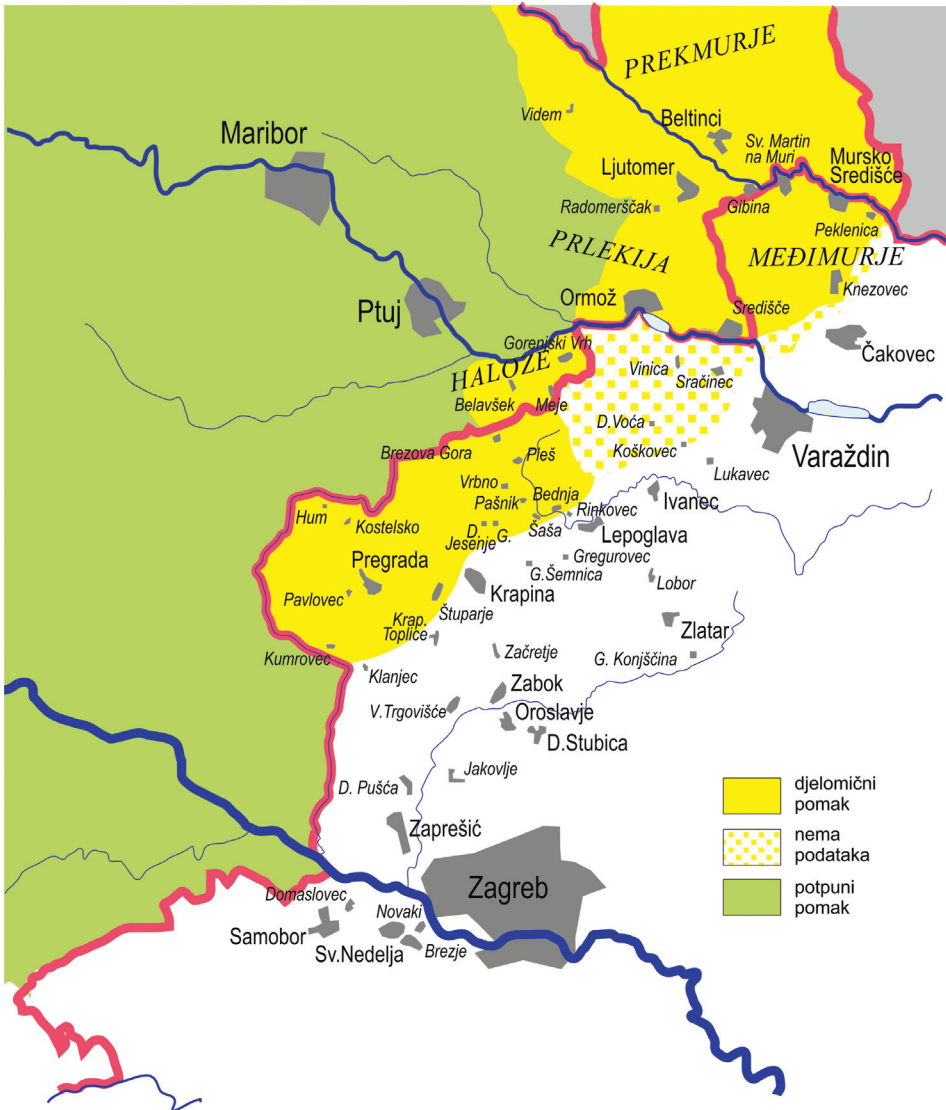 PREKMURJE
Videm
Beltinci
Maribor
Sv. Martin
na Muri
Mursko
Središće
Ljutomer
Radomerščak
Gibina
Peklenica
PRLEKIJA
MEĐIMURJE
Knezovec
Ormož
Središče
Ptuj
Čakovec
Gorenjski Vrh
HALOZE
Vinica
Sračinec
Belavšek
Meje
D.Voća
Varaždin
Brezova Gora
Koškovec
Pleš
Lukavec
Vrbno
Ivanec
Pašnik
Bednja
Rinkovec
Hum
Kostelsko
D.
G.
Jesenje
Šaša
Lepoglava
Pregrada
Gregurovec
G.Šemnica
Krapina
Lobor
Pavlovec
Štuparje
Krap.
Toplice
Zlatar
Kumrovec
Začretje
G. Konjščina
Klanjec
Zabok
V.Trgovišće
Oroslavje
D.Stubica
Jakovlje
D. Pušća
djelomični
pomak
Zaprešić
nema
podataka
Zagreb
potpuni
pomak
Domaslovec
Novaki
Samobor
Sv.Nedelja
Brezje